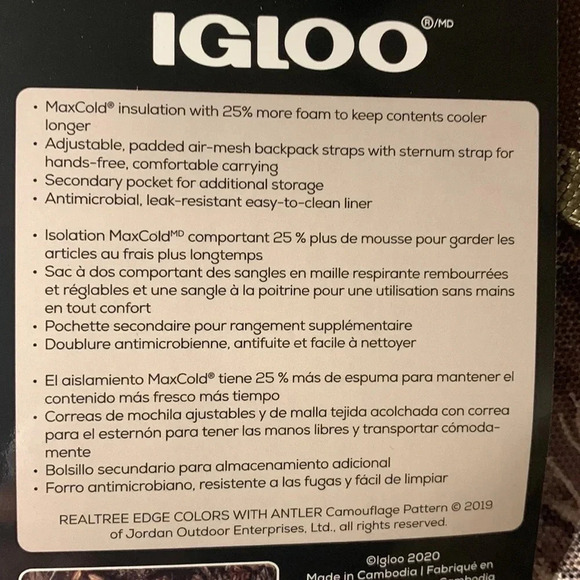 IGLOO®/MD
• MaxCold® insulation with 25% more foam to keep contents cooler
longer
• Adjustable, padded air-mesh backpack straps with sternum strap for
hands-free, comfortable carrying
• Secondary pocket for additional storage
• Antimicrobial, leak-resistant easy-to-clean liner
• Isolation MaxColdMD comportant 25 % plus de mousse pour garder les
articles au frais plus longtemps
• Sac à dos comportant des sangles en maille respirante rembourrées
et réglables et une sangle à la poitrine pour une utilisation sans mains
en tout confort
• Pochette secondaire pour rangement supplémentaire
• Doublure antimicrobienne, antifuite et facile à nettoyer
• El aislamiento MaxCold® tiene 25 % más de espuma para mantener el
contenido más fresco más tiempo
• Correas de mochila ajustables y de malla tejida acolchada con correa
para el esternón para tener las manos libres y transportar cómoda-
mente
• Bolsillo secundario para almacenamiento adicional
• Forro antimicrobiano, resistente a las fugas y fácil de limpiar
REALTREE EDGE COLORS WITH ANTLER Camouflage Pattern © 2019
of Jordan Outdoor Enterprises, Ltd., all rights reserved.
©Igloo 2020
Made in Cambodia | Fabriqué en
Cambodia